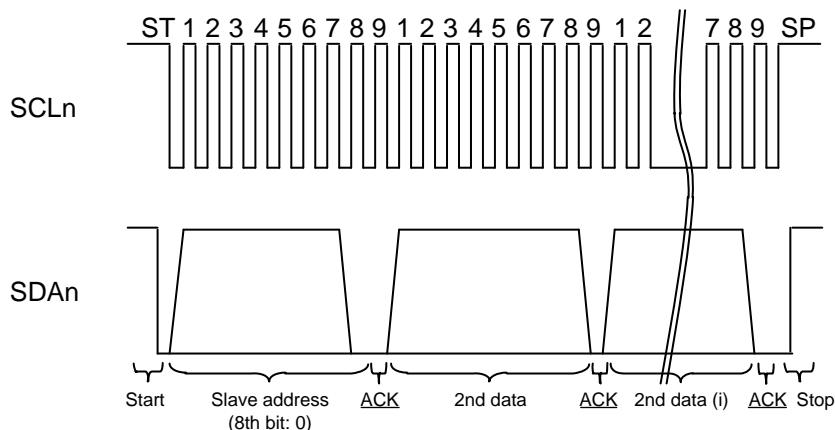 ST 1 2 3 4 5 6 7 8 9 1 2 3 4 5 6 7 8 9 1 2 7 8 9 SP
SCLn
SDAn
Start Slave address ACK 2nd data ACK 2nd data (i) ACK Stop
(8th bit: 0)